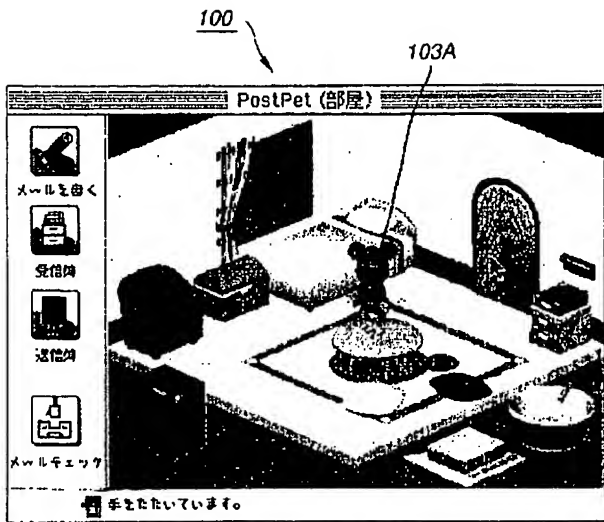 100
103A
PostPet (部屋)
メールを書く
受信箱
送信箱
メールチェック
手をたたいています。